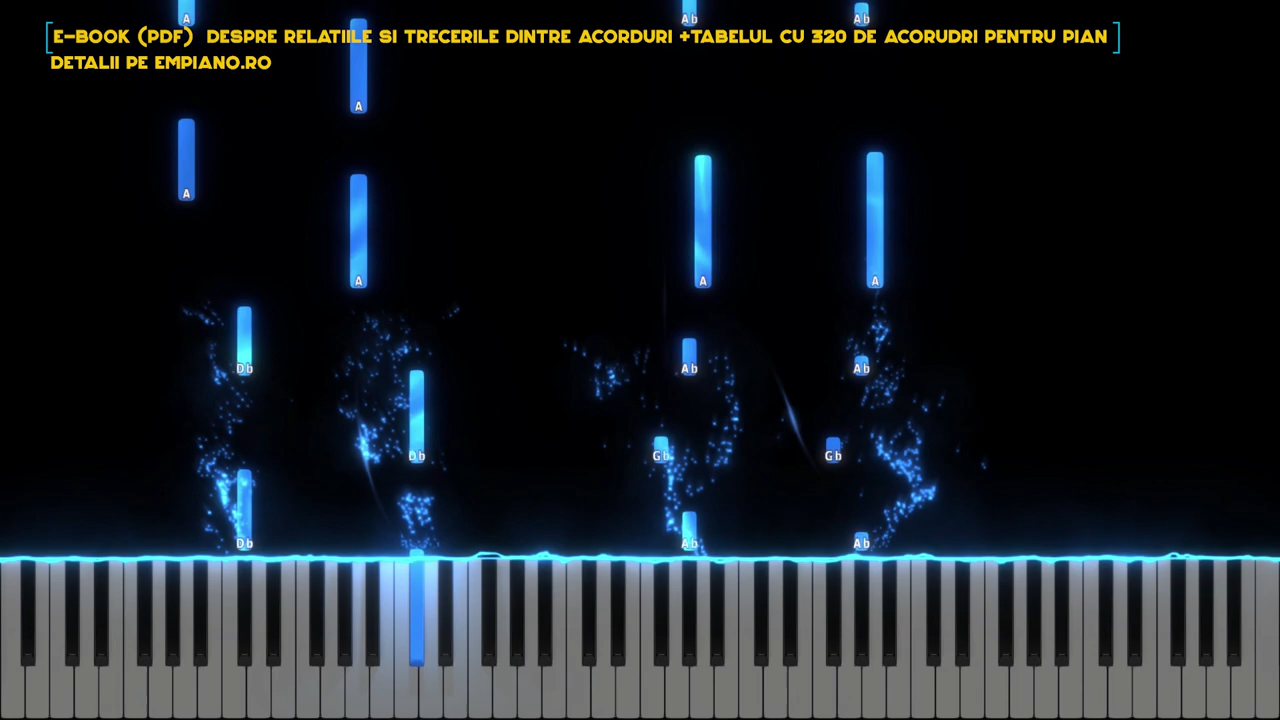 A Ab Ab
E-BOOK (PDF) DESPRE RELATIILE SI TRECERILE DINTRE ACORDURI +TABELUL CU 320 DE ACORUDRI PENTRU PIAN
DETALII PE EMPIANO.RO
A
A
A A A
Db Ab Ab
Db Gb Gb
Db Ab Ab